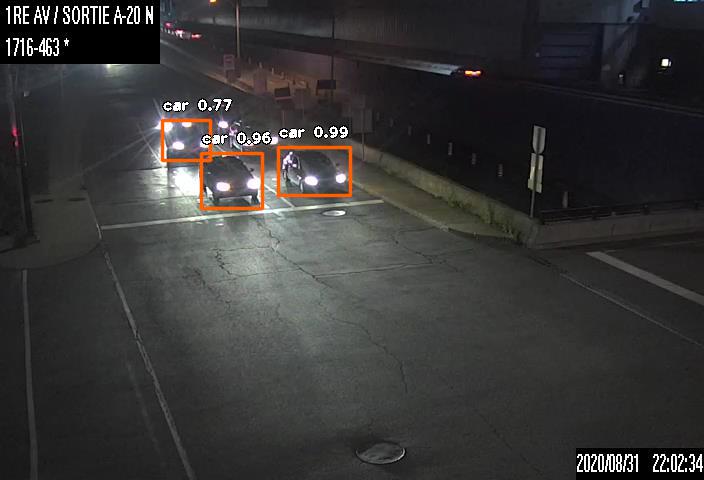 1RE AV / SORTIE A-20 N
1716-463 *
car 0.77
car 0.96
car 0.99
2020/08/31 22:02:34